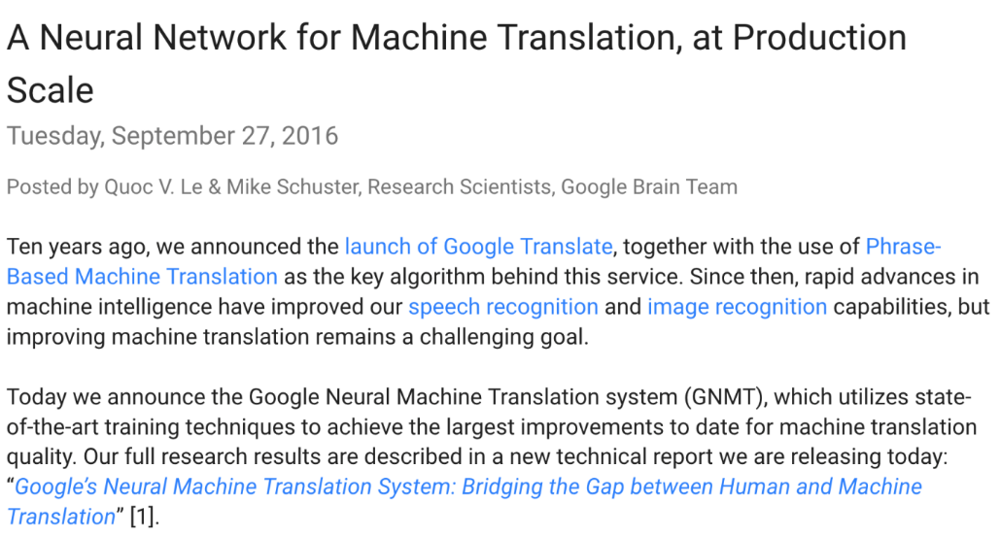 A Neural Network for Machine Translation, at Production
Scale
Tuesday, September 27, 2016
Posted by Quoc V. Le & Mike Schuster, Research Scientists, Google Brain Team
Ten years ago, we announced the launch of Google Translate, together with the use of Phrase-
Based Machine Translation as the key algorithm behind this service. Since then, rapid advances in
machine intelligence have improved our speech recognition and image recognition capabilities, but
improving machine translation remains a challenging goal.
Today we announce the Google Neural Machine Translation system (GNMT), which utilizes state-
of-the-art training techniques to achieve the largest improvements to date for machine translation
quality. Our full research results are described in a new technical report we are releasing today:
“Google’s Neural Machine Translation System: Bridging the Gap between Human and Machine
Translation” [1].